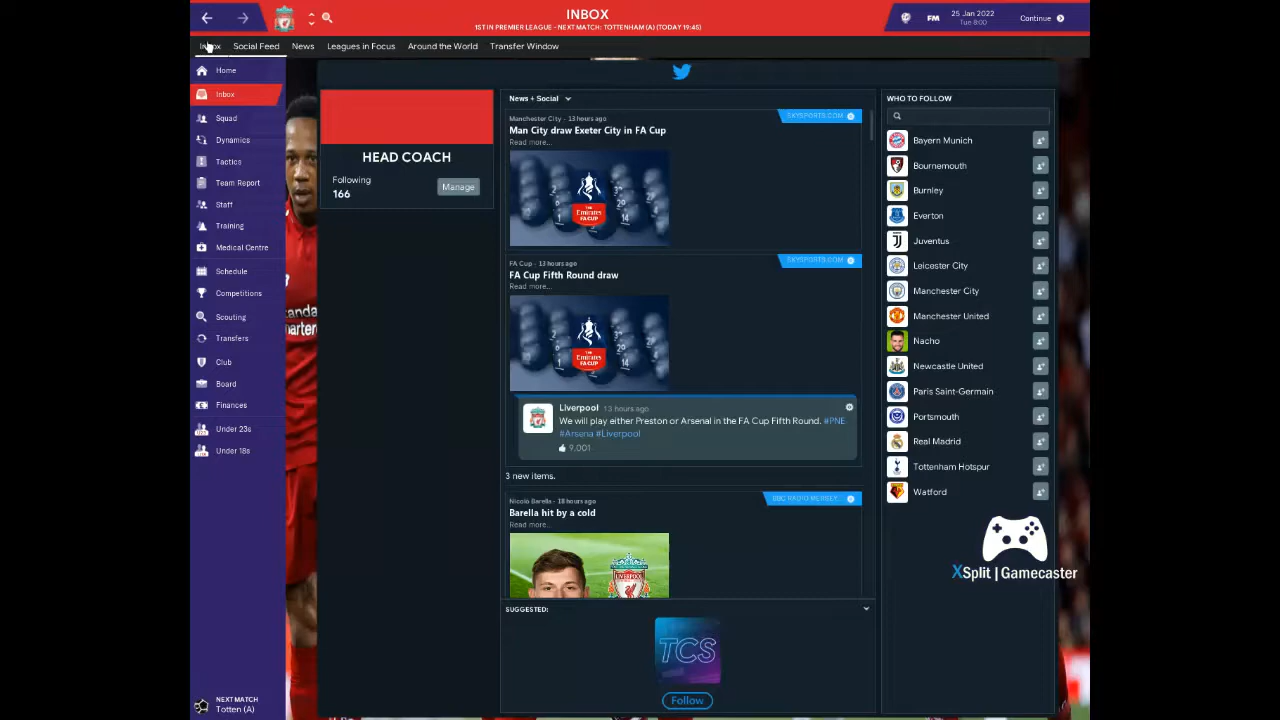 INBOX
1ST IN PREMIER LEAGUE - NEXT MATCH: TOTTENHAM (A) (TODAY 19:45)
FM
25 Jan 2022
Tue 8:00
Continue
Inbox
Social Feed
News
Leagues in Focus
Around the World
Transfer Window
Home
Inbox
Squad
Dynamics
Tactics
Team Report
Staff
Training
Medical Centre
Schedule
Competitions
Scouting
Transfers
Club
Board
Finances
Under 23s
Under 18s
NEXT MATCH
Totten (A)
HEAD COACH
Following
166
Manage
News + Social
Manchester City - 13 hours ago
SKYSPORTS.COM
Man City draw Exeter City in FA Cup
Read more...
FA Cup - 13 hours ago
SKYSPORTS.COM
FA Cup Fifth Round draw
Read more...
Liverpool 13 hours ago
We will play either Preston or Arsenal in the FA Cup Fifth Round. #PNE
#Arsena #Liverpool
9,001
3 new items.
Nicolò Barella - 18 hours ago
BBC RADIO MERSEY...
Barella hit by a cold
Read more...
SUGGESTED:
TCS
Follow
WHO TO FOLLOW
Bayern Munich
Bournemouth
Burnley
Everton
Juventus
Leicester City
Manchester City
Manchester United
Nacho
Newcastle United
Paris Saint-Germain
Portsmouth
Real Madrid
Tottenham Hotspur
Watford
XSplit | Gamecaster